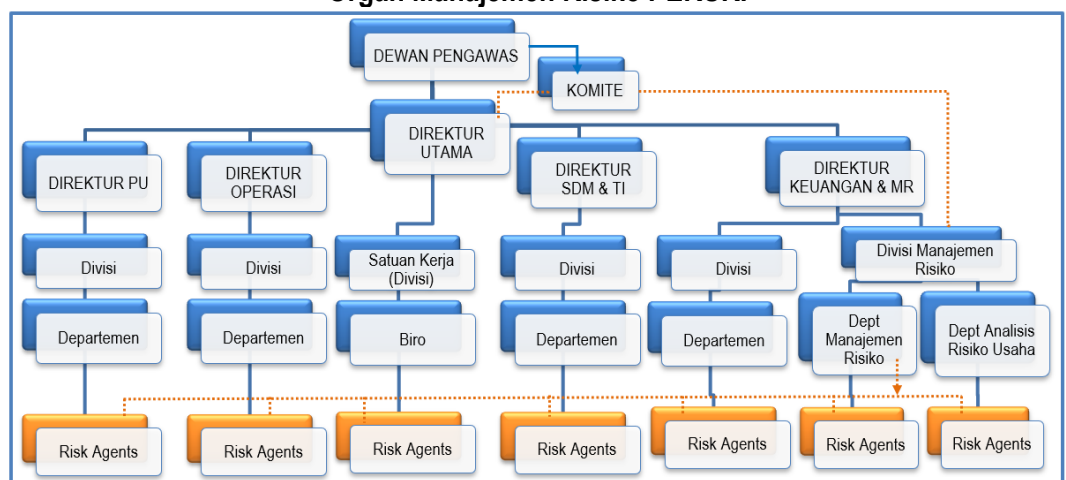 DEWAN PENGAWAS
KOMITE
DIREKTUR
UTAMA
DIREKTUR PU
DIREKTUR
OPERASI
DIREKTUR
SDM & TI
DIREKTUR
KEUANGAN & MR
Divisi
Divisi
Satuan Kerja
(Divisi)
Divisi
Divisi
Divisi Manajemen
Risiko
Departemen
Departemen
Biro
Departemen
Departemen
Dept
Manajemen
Risiko
Dept Analisis
Risiko Usaha
Risk Agents
Risk Agents
Risk Agents
Risk Agents
Risk Agents
Risk Agents
Risk Agents